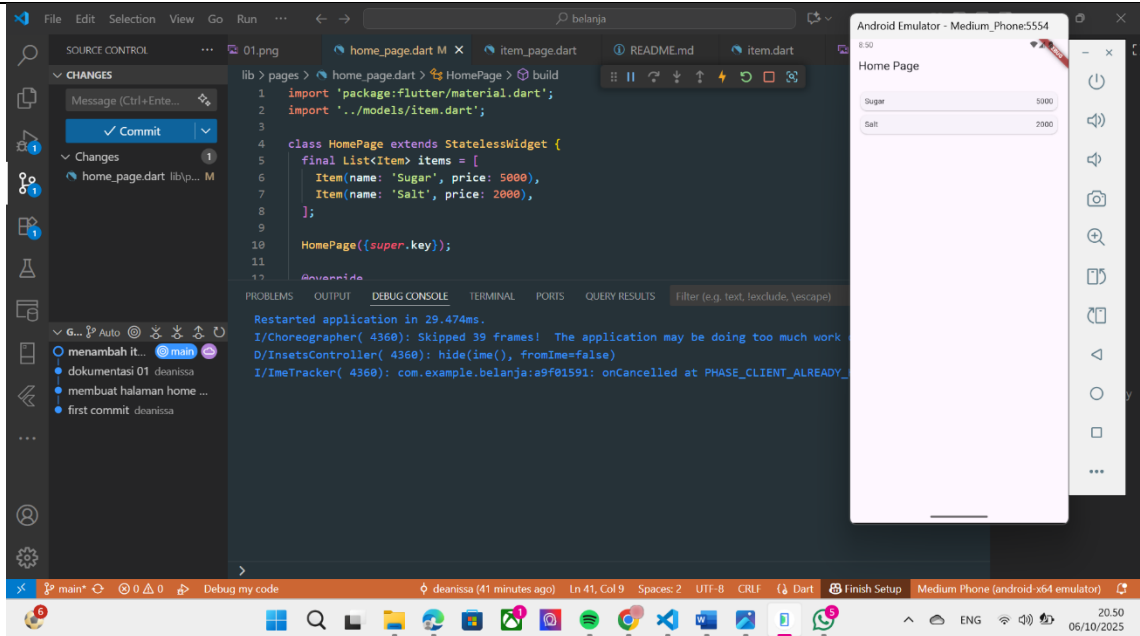 File Edit Selection View Go Run ··· belanja
SOURCE CONTROL
CHANGES
Message (Ctrl+Ente...
Commit
Changes 1
home_page.dart lib\p... M
G... Auto
menambah it... main
dokumentasi 01 deanissa
membuat halaman home ...
first commit deanissa
01.png home_page.dart M item_page.dart README.md item.dart
lib > pages > home_page.dart > HomePage > build
1 import 'package:flutter/material.dart';
2 import '../models/item.dart';
3
4 class HomePage extends StatelessWidget {
5 final List<Item> items = [
6 Item(name: 'Sugar', price: 5000),
7 Item(name: 'Salt', price: 2000),
8 ];
9
10 HomePage({super.key});
11
12 @override
PROBLEMS OUTPUT DEBUG CONSOLE TERMINAL PORTS QUERY RESULTS Filter (e.g. text, !exclude, \escape)
Restarted application in 29.474ms.
I/Choreographer( 4360): Skipped 39 frames! The application may be doing too much work
D/InsetsController( 4360): hide(ime(), fromIme=false)
I/ImeTracker( 4360): com.example.belanja:a9f01591: onCancelled at PHASE_CLIENT_ALREADY_
Android Emulator - Medium_Phone:5554
8:50
DEBUG
Home Page
Sugar 5000
Salt 2000
main* 0 0 Debug my code deanissa (41 minutes ago) Ln 41, Col 9 Spaces: 2 UTF-8 CRLF Dart Finish Setup Medium Phone (android-x64 emulator)
6 1 5 ENG 20.50
06/10/2025